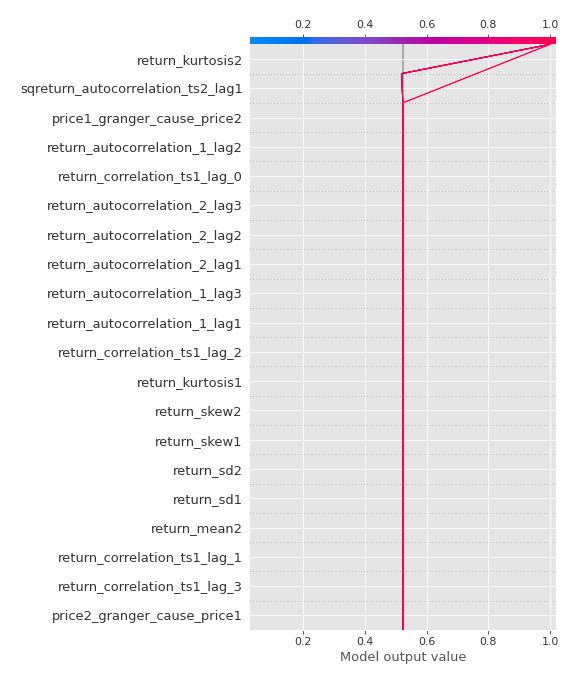 0.2 0.4 0.6 0.8 1.0
return_kurtosis2
sqreturn_autocorrelation_ts2_lag1
price1_granger_cause_price2
return_autocorrelation_1_lag2
return_correlation_ts1_lag_0
return_autocorrelation_2_lag3
return_autocorrelation_2_lag2
return_autocorrelation_2_lag1
return_autocorrelation_1_lag3
return_autocorrelation_1_lag1
return_correlation_ts1_lag_2
return_kurtosis1
return_skew2
return_skew1
return_sd2
return_sd1
return_mean2
return_correlation_ts1_lag_1
return_correlation_ts1_lag_3
price2_granger_cause_price1
0.2 0.4 0.6 0.8 1.0
Model output value